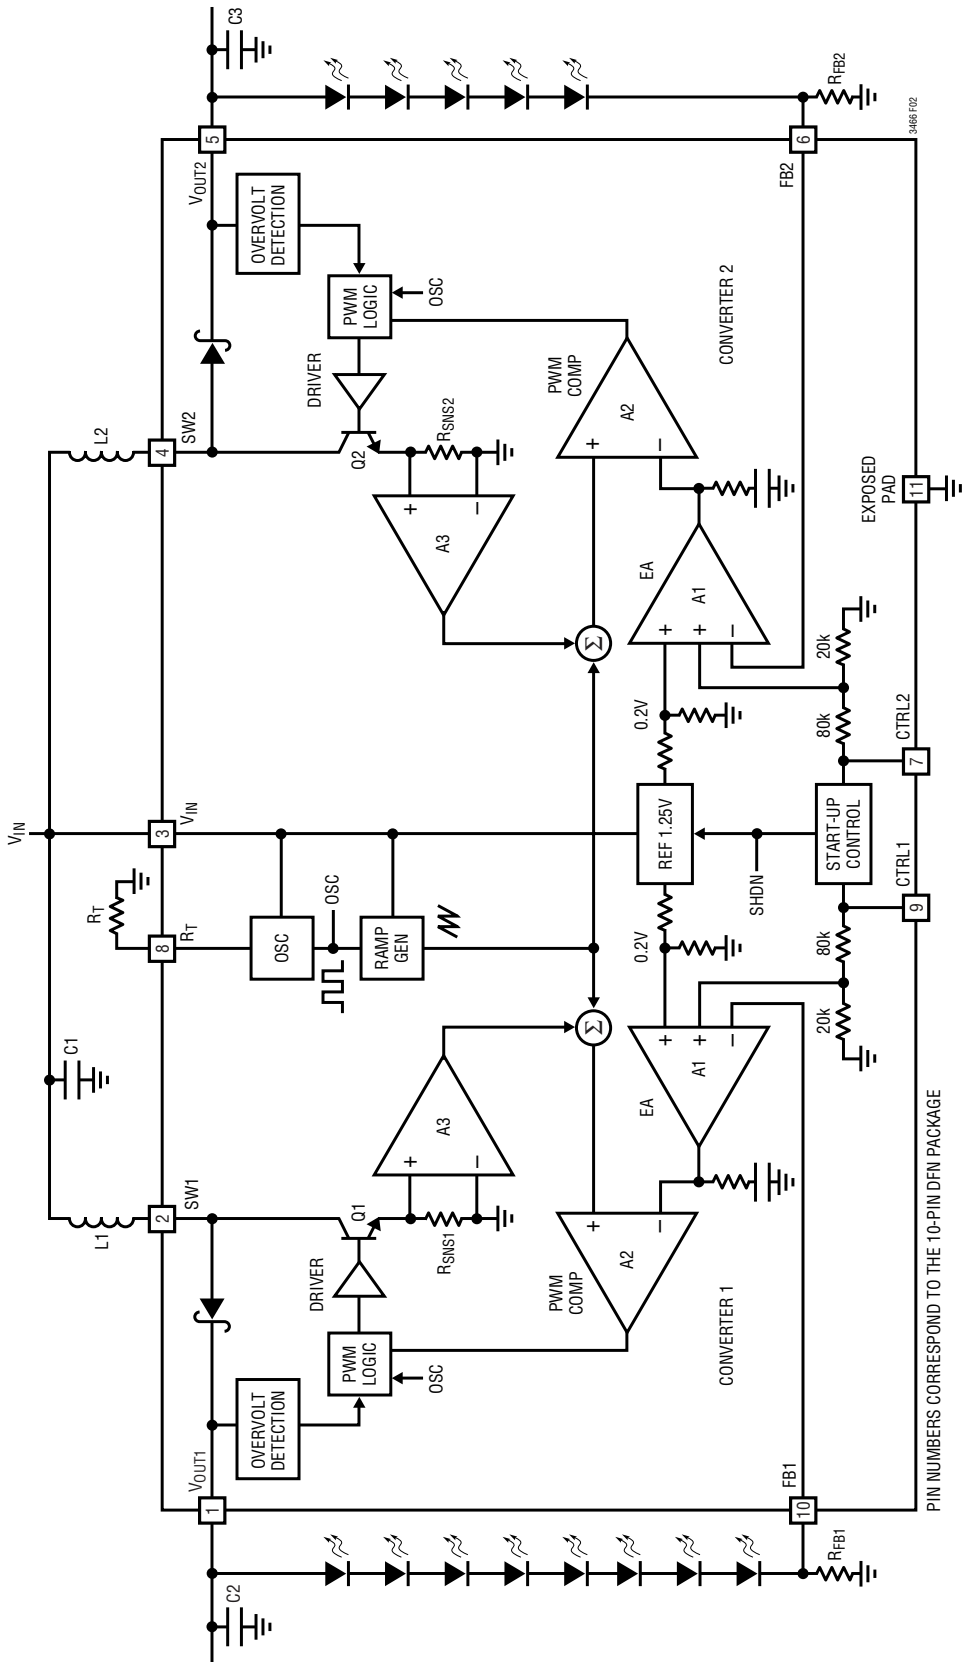 VIN
C1
RT
L1
L2
C2
C3
2
8
3
4
SW1
RT
VIN
SW2
VOUT1
1
VOUT2
5
OVERVOLT
DETECTION
OVERVOLT
DETECTION
OSC
OSC
RAMP
GEN
DRIVER
DRIVER
PWM
LOGIC
PWM
LOGIC
OSC
OSC
Q1
Q2
RSNS1
RSNS2
+
–
A3
+
–
A3
Σ
Σ
PWM
COMP
+
–
A2
PWM
COMP
+
–
A2
EA
+
+
–
A1
EA
+
+
–
A1
0.2V
0.2V
REF 1.25V
SHDN
START-UP
CONTROL
20k
80k
80k
20k
CONVERTER 1
CONVERTER 2
FB1
10
FB2
6
RFB1
RFB2
CTRL1
9
CTRL2
7
EXPOSED
PAD
11
PIN NUMBERS CORRESPOND TO THE 10-PIN DFN PACKAGE
3466 F02